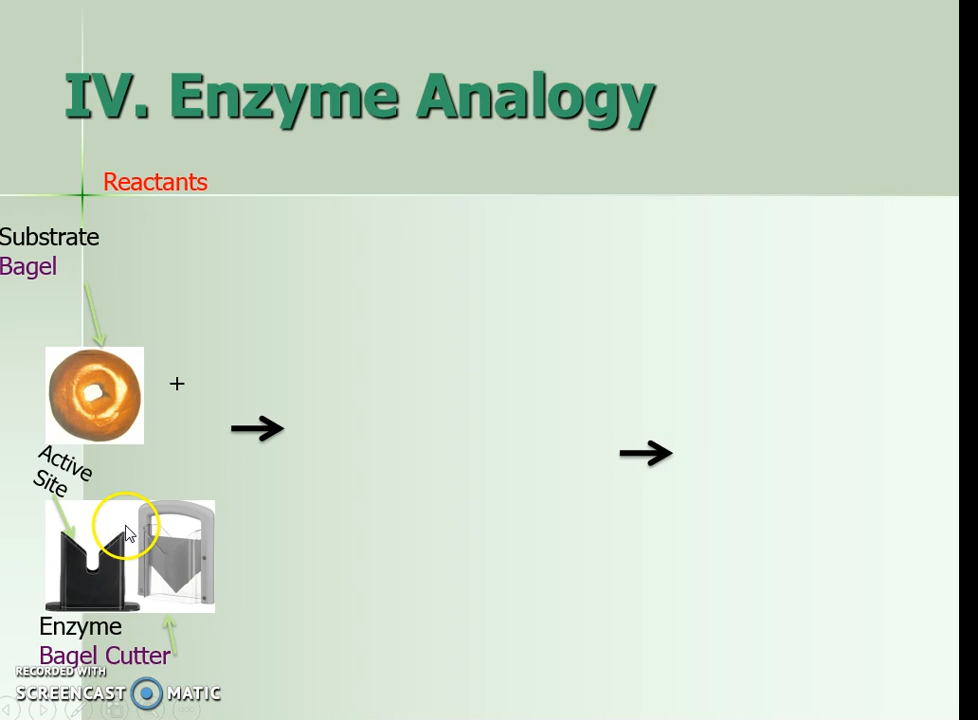 IV. Enzyme Analogy
Reactants
Substrate
Bagel
+
Active
Site
Enzyme
Bagel Cutter
RECORDED WITH
SCREENCAST MATIC